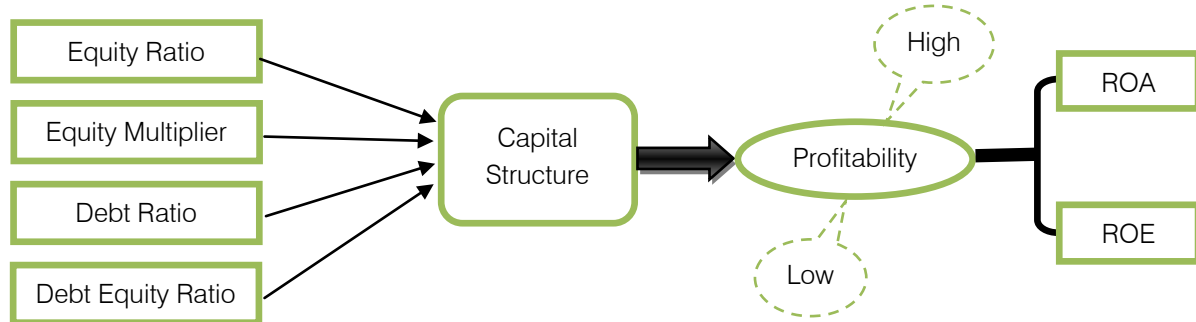 Equity Ratio
Equity Multiplier
Debt Ratio
Debt Equity Ratio
Capital
Structure
High
Profitability
Low
ROA
ROE